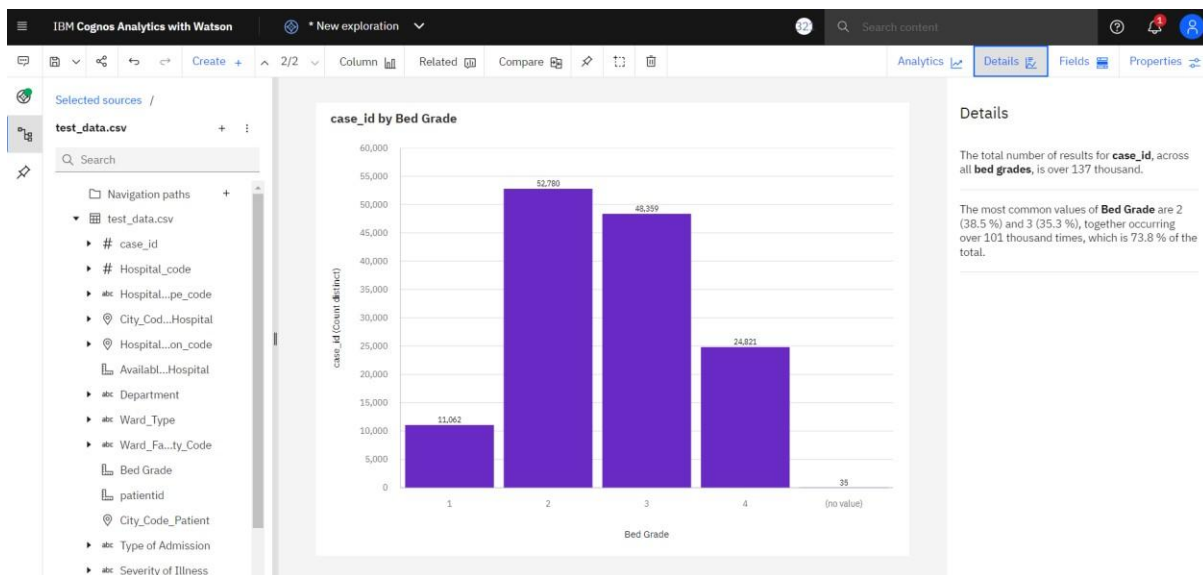 IBM Cognos Analytics with Watson
* New exploration
Search content
Create +
2/2
Column
Related
Compare
Analytics
Details
Fields
Properties
Selected sources /
test_data.csv
Search
Navigation paths
test_data.csv
# case_id
# Hospital_code
abc Hospital...pe_code
City_Cod...Hospital
Hospital...on_code
Availabl...Hospital
abc Department
abc Ward_Type
abc Ward_Fa...ty_Code
Bed Grade
patientid
City_Code_Patient
abc Type of Admission
abc Severity of Illness
case_id by Bed Grade
case_id (Count distinct)
60,000
55,000
50,000
45,000
40,000
35,000
30,000
25,000
20,000
15,000
10,000
5,000
0
11,062
52,780
48,359
24,821
35
1
2
3
4
(no value)
Bed Grade
Details
The total number of results for case_id, across
all bed grades, is over 137 thousand.
The most common values of Bed Grade are 2
(38.5 %) and 3 (35.3 %), together occurring
over 101 thousand times, which is 73.8 % of the
total.